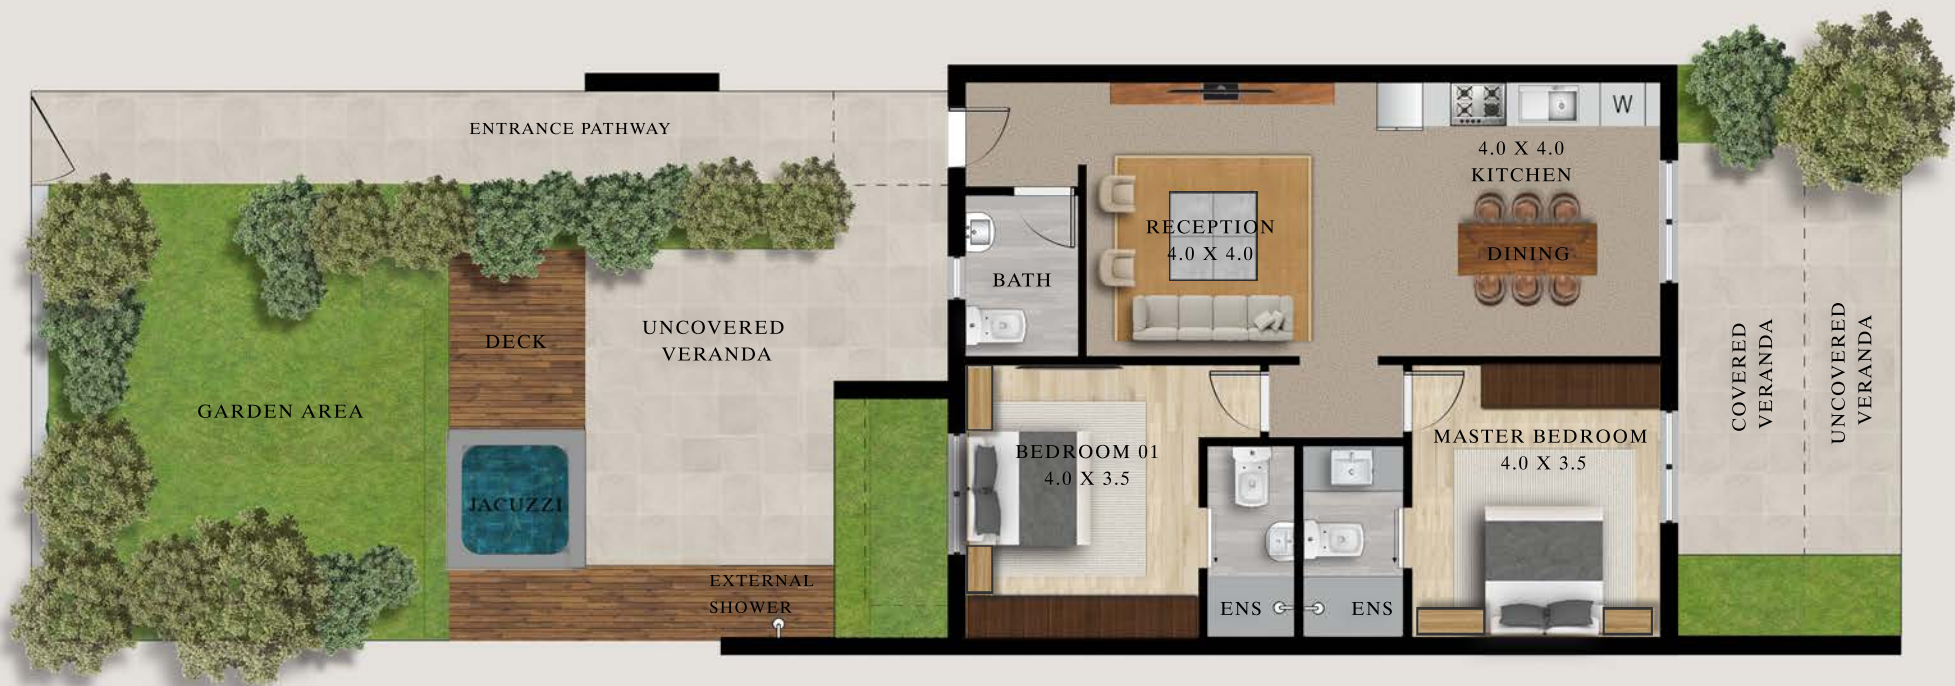 ENTRANCE PATHWAY
GARDEN AREA
DECK
JACUZZI
UNCOVERED
VERANDA
EXTERNAL
SHOWER
BATH
RECEPTION
4.0 X 4.0
4.0 X 4.0
KITCHEN
W
DINING
BEDROOM 01
4.0 X 3.5
ENS
ENS
MASTER BEDROOM
4.0 X 3.5
COVERED
VERANDA
UNCOVERED
VERANDA